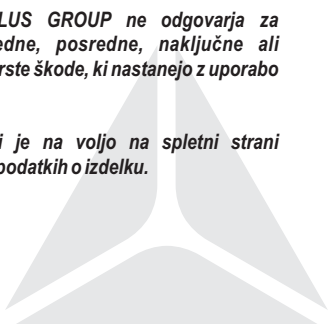 LUS GROUP ne odgovarja za
edne, posredne, naključne ali
rste škode, ki nastanejo z uporabo
i je na voljo na spletni strani
podatkih o izdelku.